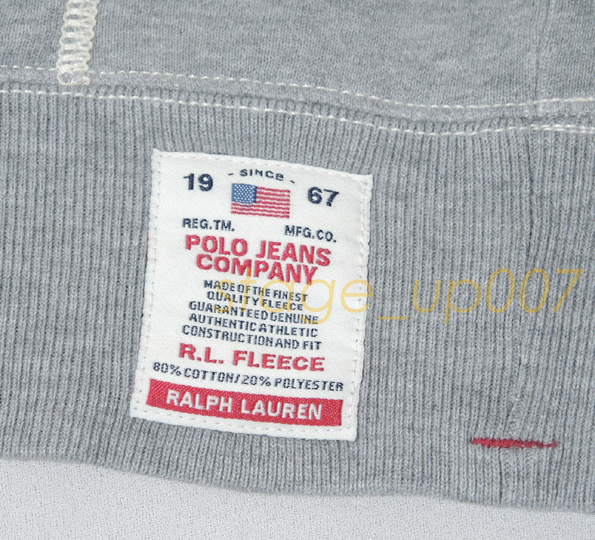 - SINCE -
19 67
REG.TM. MFG.CO.
POLO JEANS
COMPANY
MADE OF THE FINEST
QUALITY FLEECE
GUARANTEED GENUINE
AUTHENTIC ATHLETIC
CONSTRUCTION AND FIT
R.L. FLEECE
80% COTTON/20% POLYESTER
RALPH LAUREN